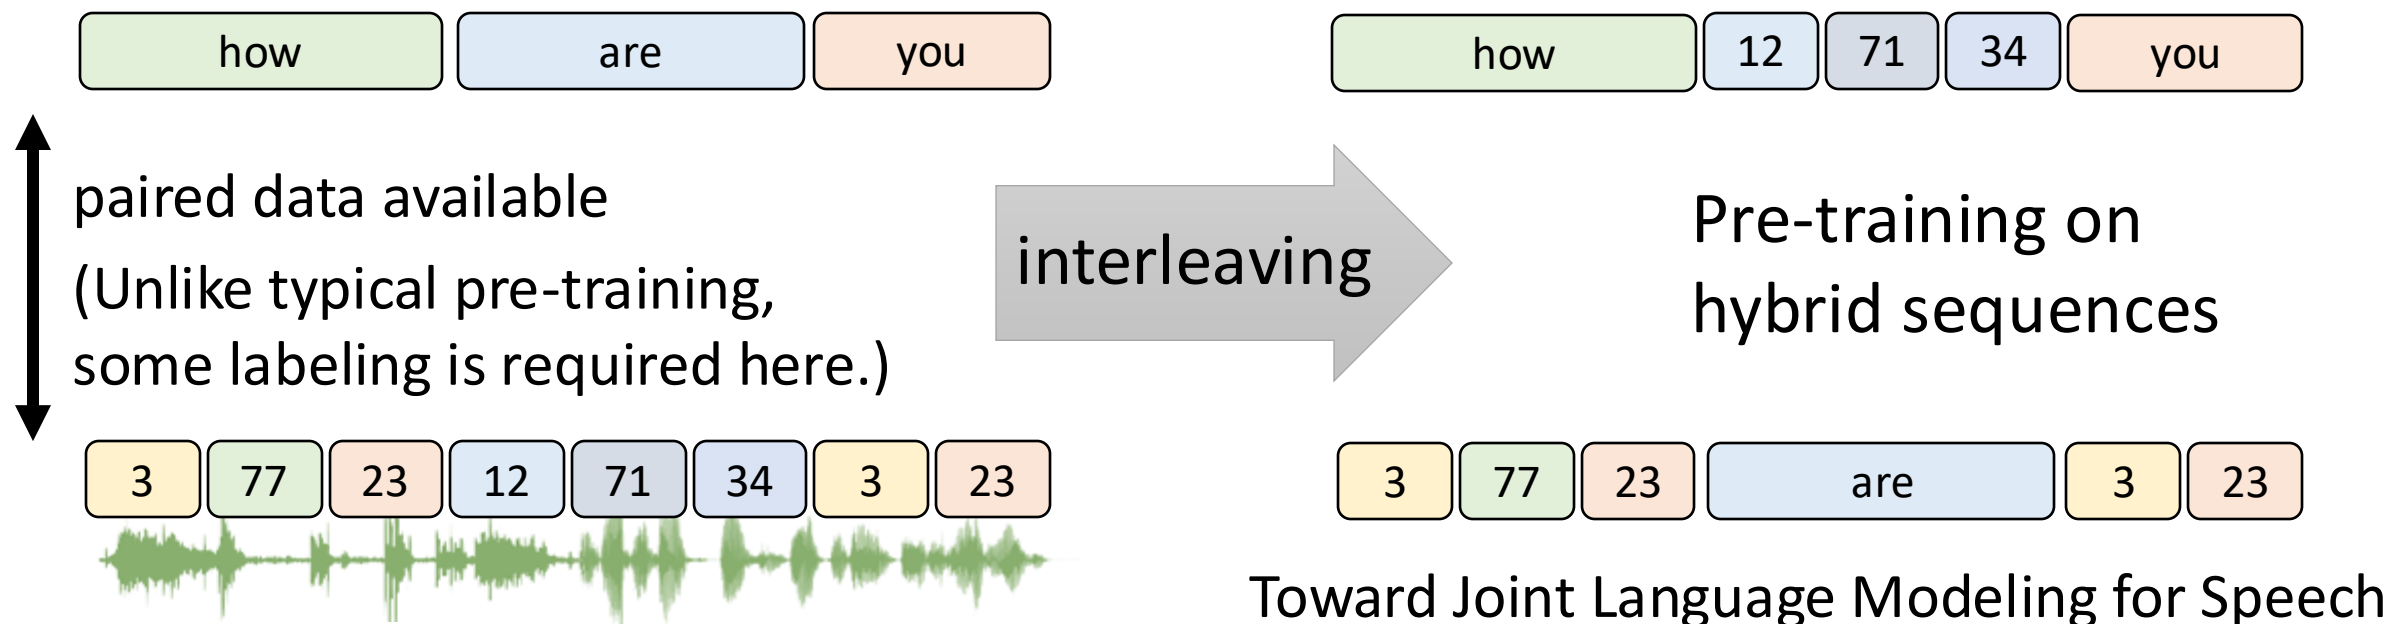 how are you
how 12 71 34 you
paired data available
(Unlike typical pre-training,
some labeling is required here.)
interleaving
Pre-training on
hybrid sequences
3 77 23 12 71 34 3 23
3 77 23 are 3 23
Toward Joint Language Modeling for Speech